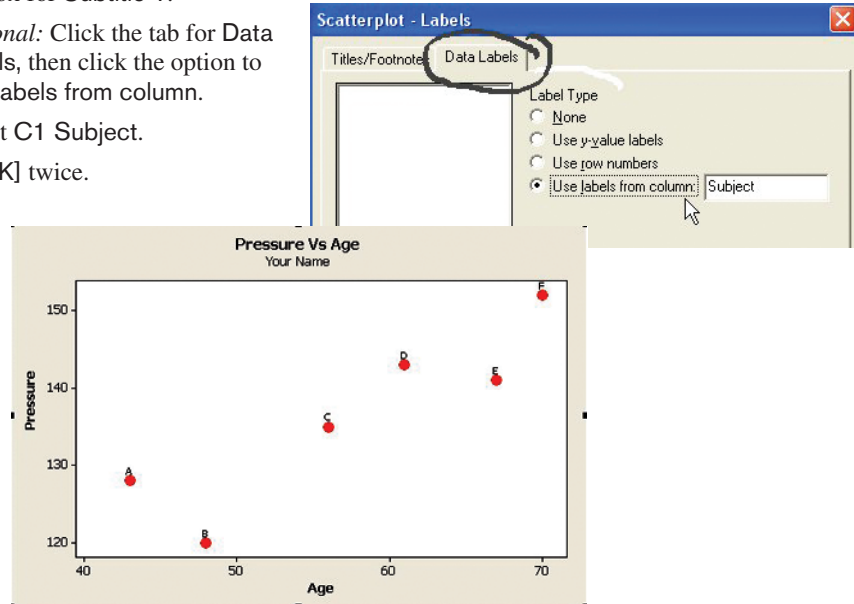 Subtitle 1.
onal: Click the tab for Data
ls, then click the option to
abels from column.
t C1 Subject.
K] twice.
Scatterplot - Labels
Titles/Footnotes
Data Labels
Label Type
None
Use y-value labels
Use row numbers
Use labels from column:
Subject
Pressure Vs Age
Your Name
Pressure
150
140
130
120
A
B
C
D
E
F
40
50
60
70
Age